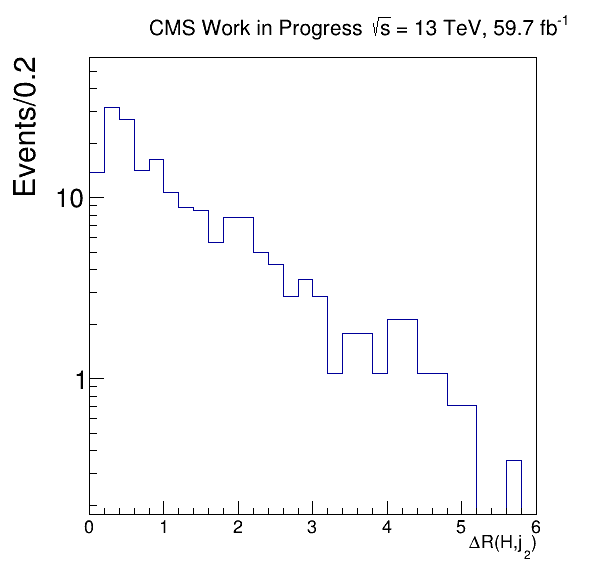 CMS Work in Progress √s = 13 TeV, 59.7 fb⁻¹
Events/0.2
10
1
0 1 2 3 4 5 6
ΔR(H,j₂)